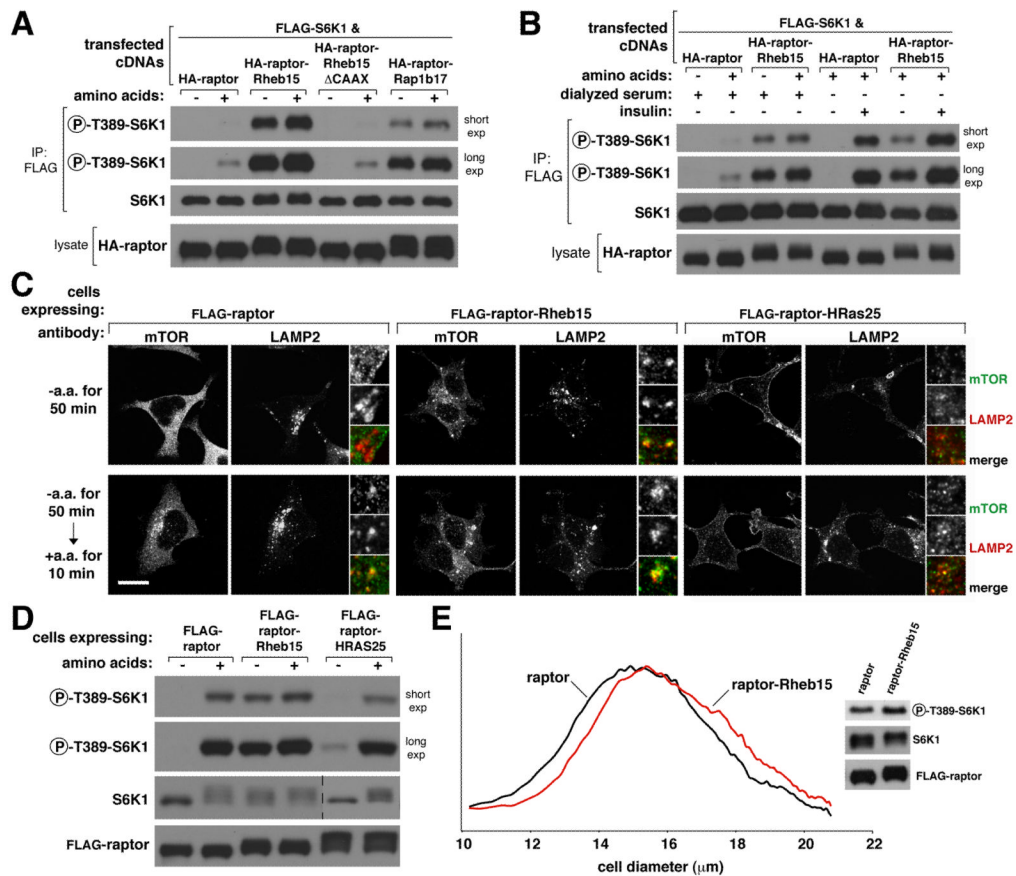 A
transfected
cDNAs
FLAG-S6K1 &
HA-raptor
HA-raptor-
Rheb15
HA-raptor-
Rheb15
ΔCAAX
HA-raptor-
Rap1b17
amino acids:
- + - + - + - +
IP:
FLAG
Ⓟ-T389-S6K1
short
exp
Ⓟ-T389-S6K1
long
exp
S6K1
lysate
HA-raptor
B
transfected
cDNAs
FLAG-S6K1 &
HA-raptor
HA-raptor-
Rheb15
HA-raptor
HA-raptor-
Rheb15
amino acids: - + - + + + + +
dialyzed serum: + + + + - - - -
insulin: - - - - - + - +
IP:
FLAG
Ⓟ-T389-S6K1
short
exp
Ⓟ-T389-S6K1
long
exp
S6K1
lysate
HA-raptor
C
cells
expressing:
FLAG-raptor
FLAG-raptor-Rheb15
FLAG-raptor-HRas25
antibody:
mTOR LAMP2 mTOR LAMP2 mTOR LAMP2
-a.a. for
50 min
mTOR
LAMP2
merge
-a.a. for
50 min
+a.a. for
10 min
mTOR
LAMP2
merge
D
cells expressing:
FLAG-
raptor
FLAG-
raptor-
Rheb15
FLAG-
raptor-
HRAS25
amino acids:
- + - + - +
Ⓟ-T389-S6K1
short
exp
Ⓟ-T389-S6K1
long
exp
S6K1
FLAG-raptor
E
raptor
raptor-Rheb15
10 12 14 16 18 20 22
cell diameter (μm)
raptor
raptor-Rheb15
Ⓟ-T389-S6K1
S6K1
FLAG-raptor